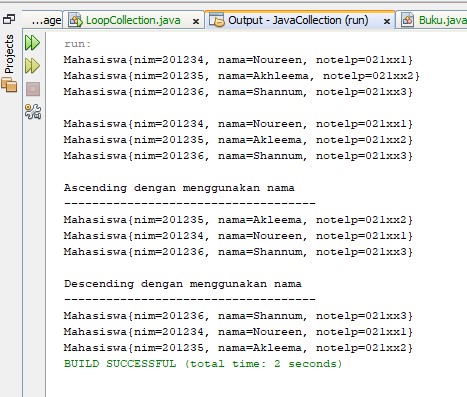 ...age LoopCollection.java Output - JavaCollection (run) Buku.java
Projects
run:
Mahasiswa{nim=201234, nama=Noureen, notelp=021xx1}
Mahasiswa{nim=201235, nama=Akhleema, notelp=021xx2}
Mahasiswa{nim=201236, nama=Shannum, notelp=021xx3}
Mahasiswa{nim=201234, nama=Noureen, notelp=021xx1}
Mahasiswa{nim=201235, nama=Akleema, notelp=021xx2}
Mahasiswa{nim=201236, nama=Shannum, notelp=021xx3}
Ascending dengan menggunakan nama
------------------------------------
Mahasiswa{nim=201235, nama=Akleema, notelp=021xx2}
Mahasiswa{nim=201234, nama=Noureen, notelp=021xx1}
Mahasiswa{nim=201236, nama=Shannum, notelp=021xx3}
Descending dengan menggunakan nama
------------------------------------
Mahasiswa{nim=201236, nama=Shannum, notelp=021xx3}
Mahasiswa{nim=201234, nama=Noureen, notelp=021xx1}
Mahasiswa{nim=201235, nama=Akleema, notelp=021xx2}
BUILD SUCCESSFUL (total time: 2 seconds)